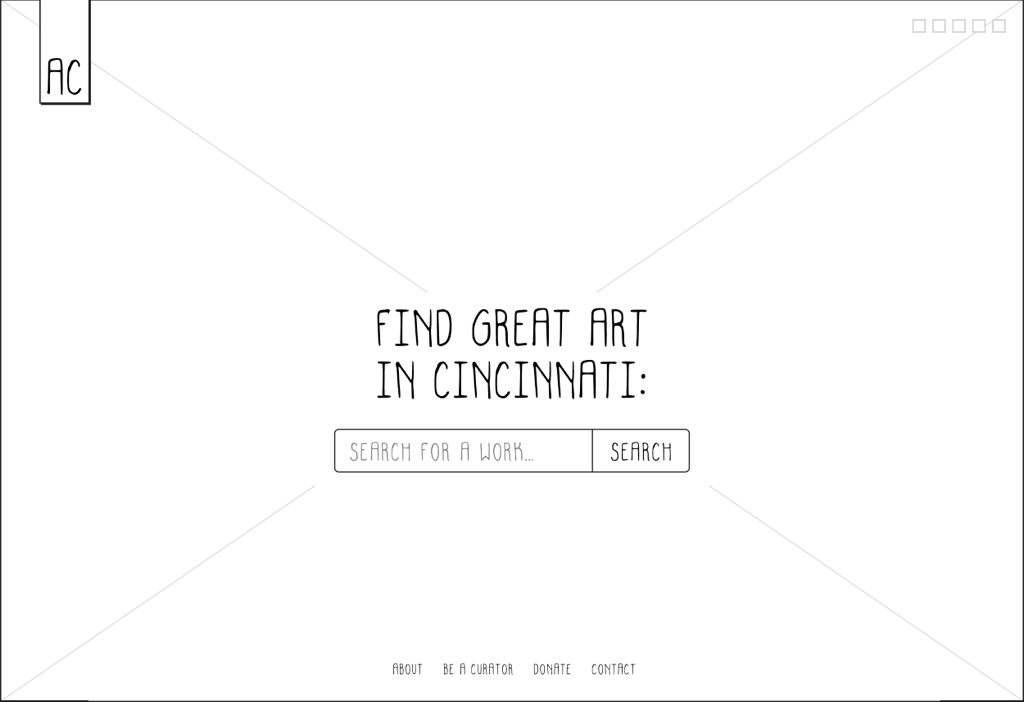 AC
FIND GREAT ART
IN CINCINNATI:
SEARCH FOR A WORK... SEARCH
ABOUT BE A CURATOR DONATE CONTACT